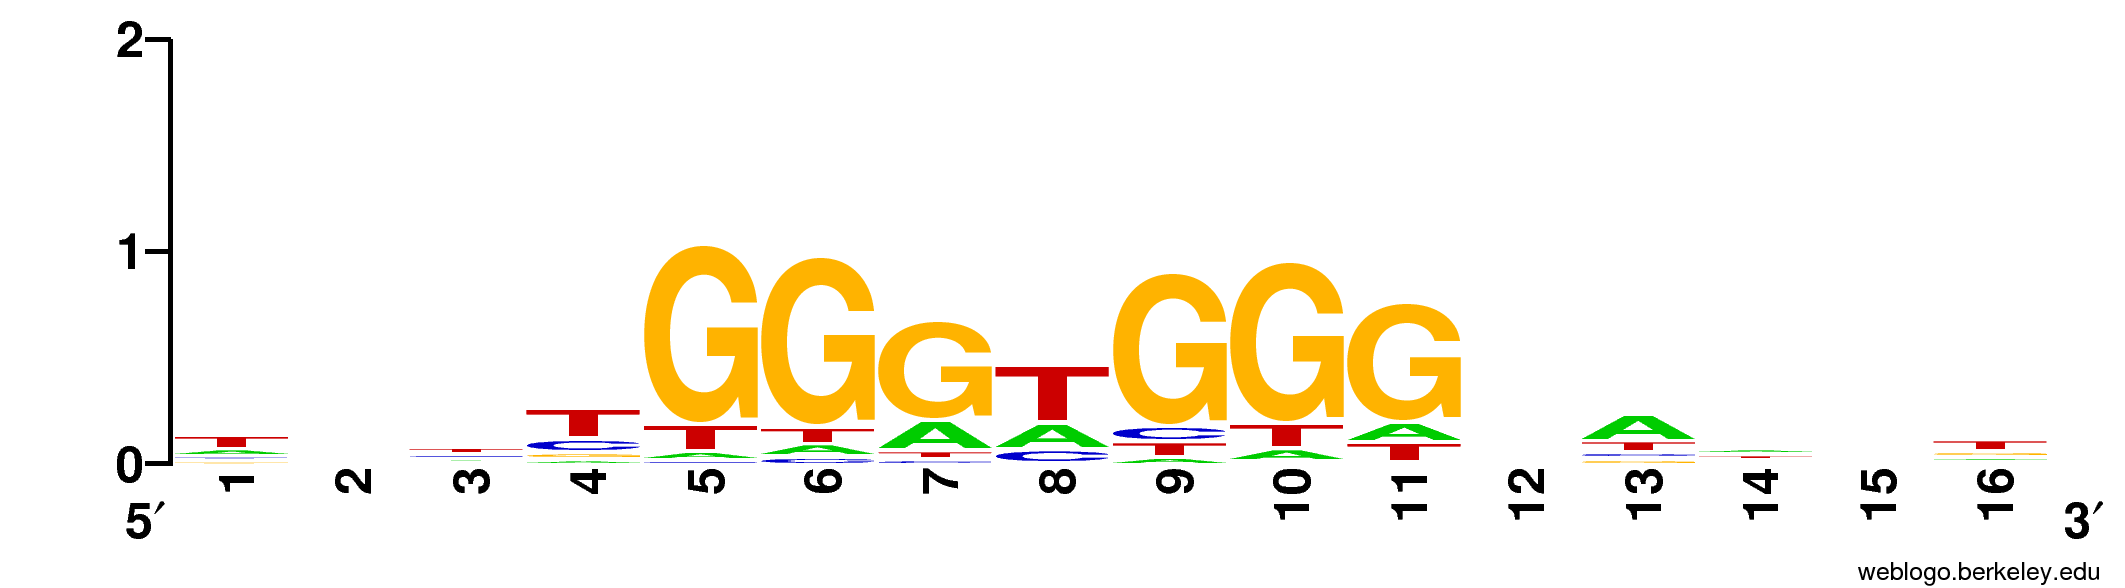 2
1
0
T T T T T T G T G G G A T
A C C A A A A C T A T T
G T G G G G T G G G G
1 2 3 4 5 6 7 8 9 10 11 12 13 14 15 16
5′ 3′
weblogo.berkeley.edu